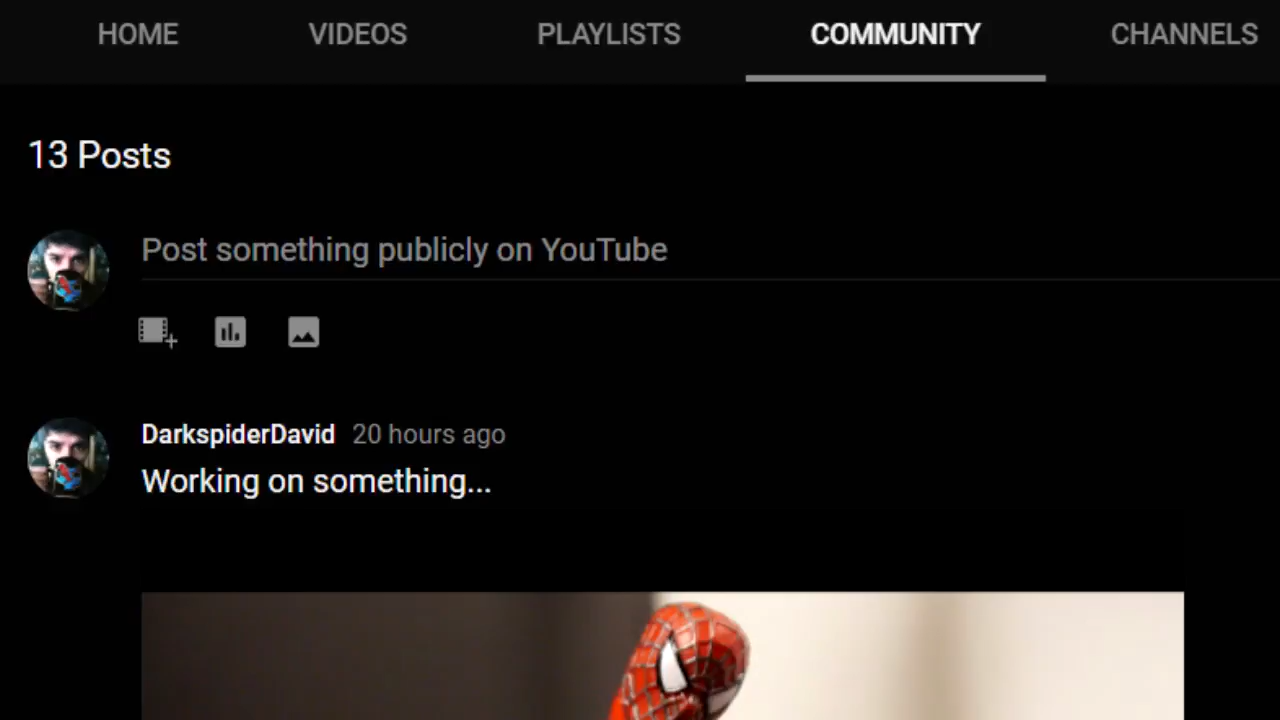 HOME VIDEOS PLAYLISTS COMMUNITY CHANNELS
13 Posts
Post something publicly on YouTube
DarkspiderDavid 20 hours ago
Working on something...